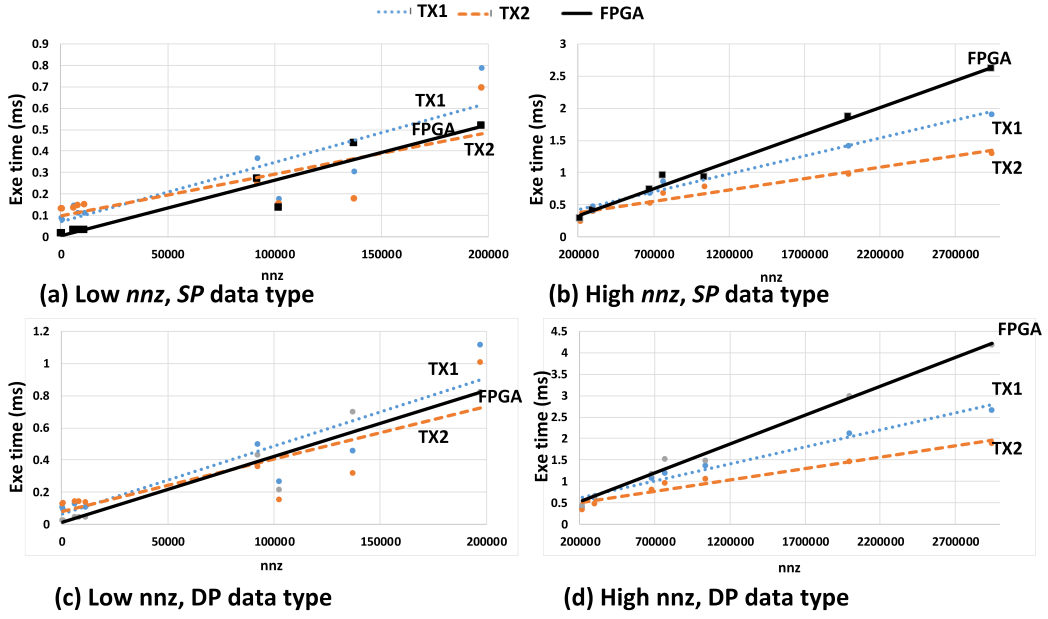 TX1 TX2 FPGA
Exe time (ms)
0.9
0.8
0.7
0.6
0.5
0.4
0.3
0.2
0.1
0
TX1
FPGA
TX2
0 50000 100000 150000 200000
nnz
(a) Low nnz, SP data type
Exe time (ms)
3
2.5
2
1.5
1
0.5
0
FPGA
TX1
TX2
200000 700000 1200000 1700000 2200000 2700000
nnz
(b) High nnz, SP data type
Exe time (ms)
1.2
1
0.8
0.6
0.4
0.2
0
TX1
FPGA
TX2
0 50000 100000 150000 200000
nnz
(c) Low nnz, DP data type
Exe time (ms)
4.5
4
3.5
3
2.5
2
1.5
1
0.5
0
FPGA
TX1
TX2
200000 700000 1200000 1700000 2200000 2700000
nnz
(d) High nnz, DP data type